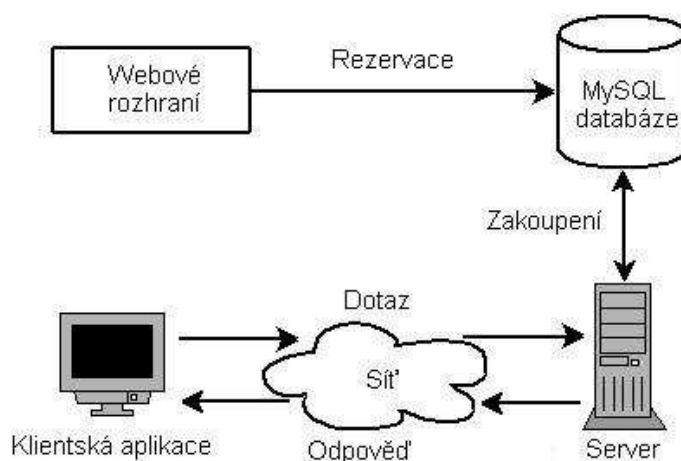 Webové
rozhraní
Rezervace
MySQL
databáze
Zakoupení
Dotaz
Síť
Klientská aplikace
Odpověď
Server